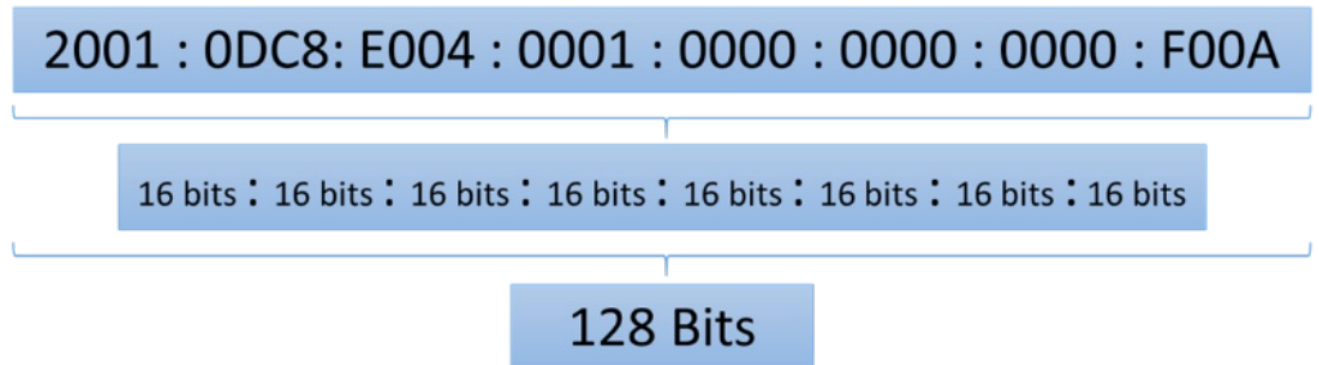 2001 : 0DC8: E004 : 0001 : 0000 : 0000 : 0000 : F00A
16 bits : 16 bits : 16 bits : 16 bits : 16 bits : 16 bits : 16 bits : 16 bits
128 Bits